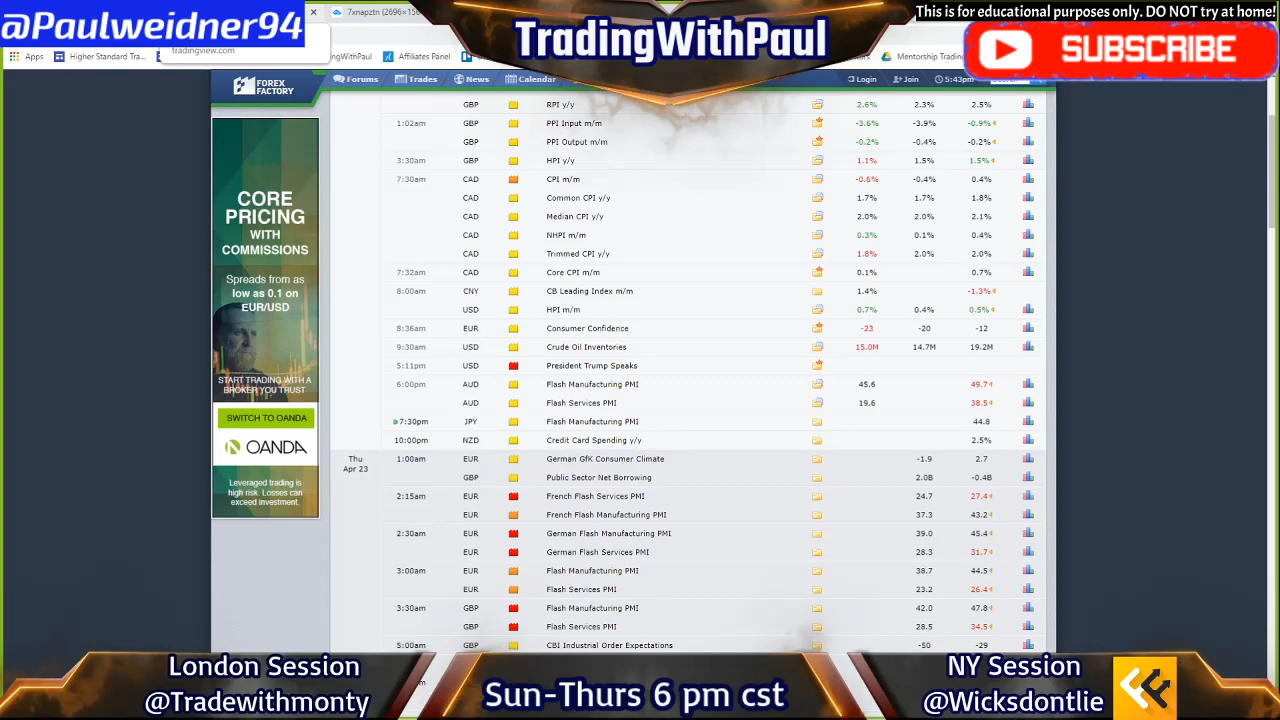 @Paulweidner94
7xnapztn (2696×156
tradingview.com
TradingWithPaul
This is for educational purposes only. DO NOT try at home!
SUBSCRIBE
Apps
Higher Standard Tra...
ingWithPaul
Affiliates Panel
Mentorship Trading
FOREX FACTORY
Forums
Trades
News
Calendar
Login
Join
5:43pm
GBP RPI y/y 2.6% 2.3% 2.5%
1:02am GBP PPI Input m/m -3.6% -3.9% -0.9%
GBP PPI Output m/m -0.2% -0.4% -0.2%
3:30am GBP HPI y/y 1.1% 1.5% 1.5%
7:30am CAD CPI m/m -0.6% -0.4% 0.4%
CAD Common CPI y/y 1.7% 1.7% 1.8%
CAD Median CPI y/y 2.0% 2.0% 2.1%
CAD NHPI m/m 0.3% 0.1% 0.4%
CAD Trimmed CPI y/y 1.8% 2.0% 2.0%
7:32am CAD Core CPI m/m 0.1% 0.7%
8:00am CNY CB Leading Index m/m 1.4% -1.3%
USD HPI m/m 0.7% 0.4% 0.5%
8:36am EUR Consumer Confidence -23 -20 -12
9:30am USD Crude Oil Inventories 15.0M 14.7M 19.2M
5:11pm USD President Trump Speaks
6:00pm AUD Flash Manufacturing PMI 45.6 49.7
AUD Flash Services PMI 19.6 38.5
7:30pm JPY Flash Manufacturing PMI 44.8
10:00pm NZD Credit Card Spending y/y 2.5%
Thu Apr 23
1:00am EUR German GfK Consumer Climate -1.9 2.7
GBP Public Sector Net Borrowing 2.0B -0.4B
2:15am EUR French Flash Services PMI 24.7 27.4
EUR French Flash Manufacturing PMI 37.3 43.2
2:30am EUR German Flash Manufacturing PMI 39.0 45.4
EUR German Flash Services PMI 28.3 31.7
3:00am EUR Flash Manufacturing PMI 38.7 44.5
EUR Flash Services PMI 23.2 26.4
3:30am GBP Flash Manufacturing PMI 42.0 47.8
GBP Flash Services PMI 28.5 34.5
5:00am GBP CBI Industrial Order Expectations -50 -29
CORE
PRICING
WITH
COMMISSIONS
Spreads from as
low as 0.1 on
EUR/USD
START TRADING WITH A
BROKER YOU TRUST
SWITCH TO OANDA
OANDA
Leveraged trading is
high risk. Losses can
exceed investment.
London Session
@Tradewithmonty
Sun-Thurs 6 pm cst
NY Session
@Wicksdontlie